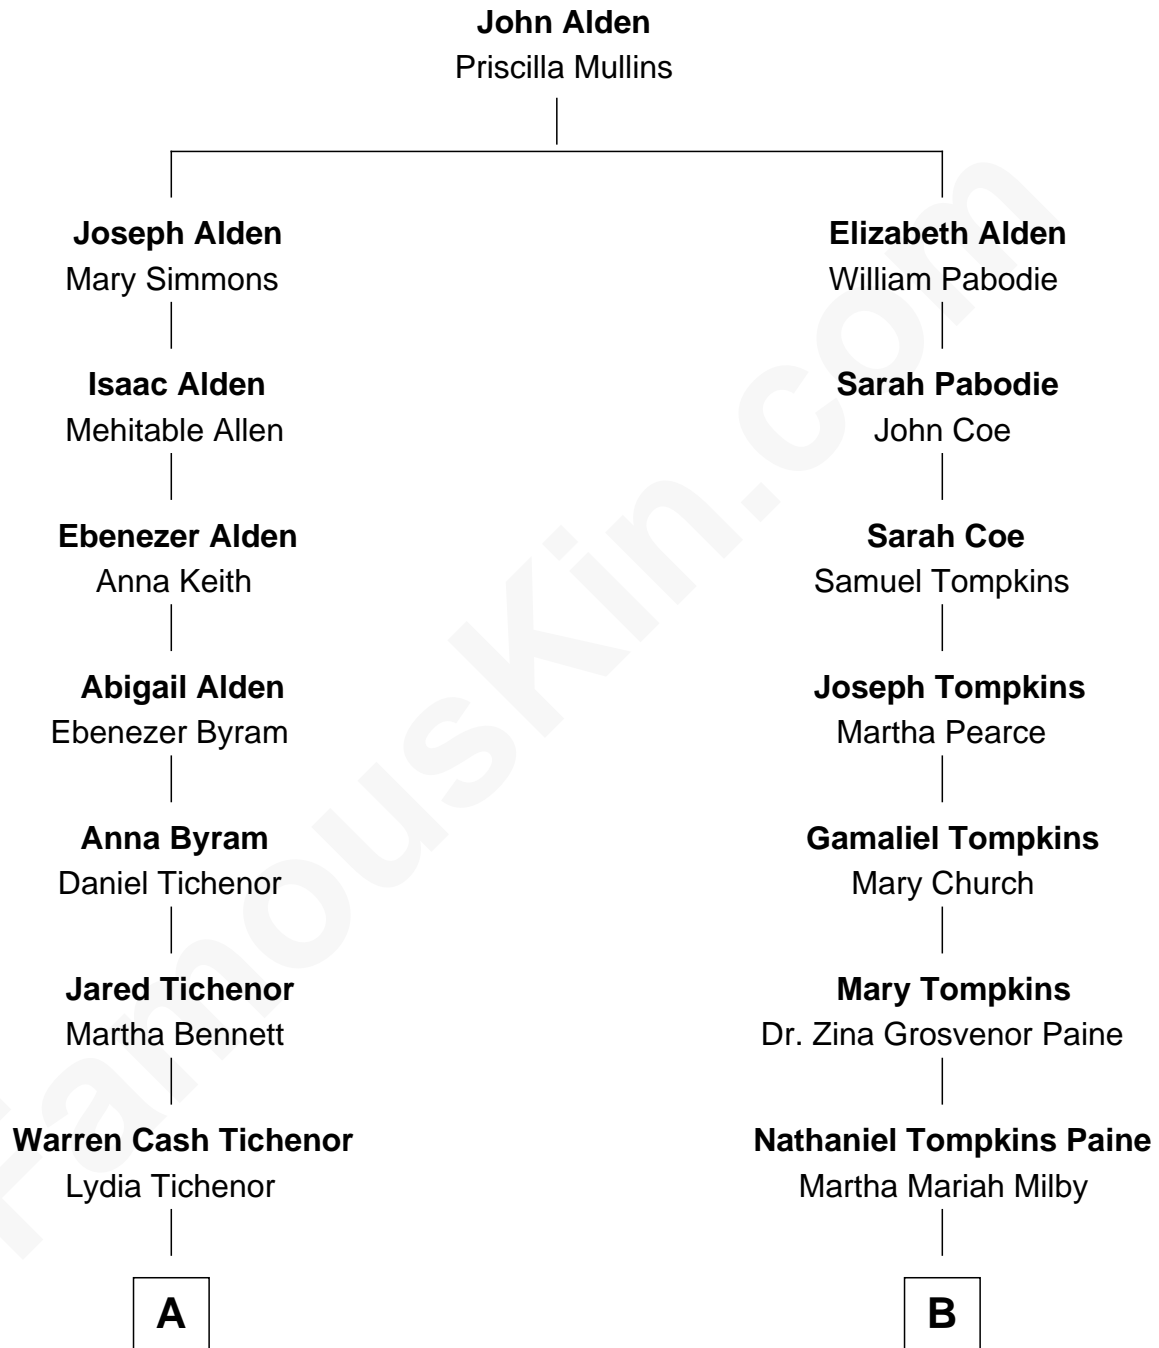 John Alden
Priscilla Mullins
Joseph Alden
Mary Simmons
Isaac Alden
Mehitable Allen
Ebenezer Alden
Anna Keith
Abigail Alden
Ebenezer Byram
Anna Byram
Daniel Tichenor
Jared Tichenor
Martha Bennett
Warren Cash Tichenor
Lydia Tichenor
A
Elizabeth Alden
William Pabodie
Sarah Pabodie
John Coe
Sarah Coe
Samuel Tompkins
Joseph Tompkins
Martha Pearce
Gamaliel Tompkins
Mary Church
Mary Tompkins
Dr. Zina Grosvenor Paine
Nathaniel Tompkins Paine
Martha Mariah Milby
B
FamousKin.com